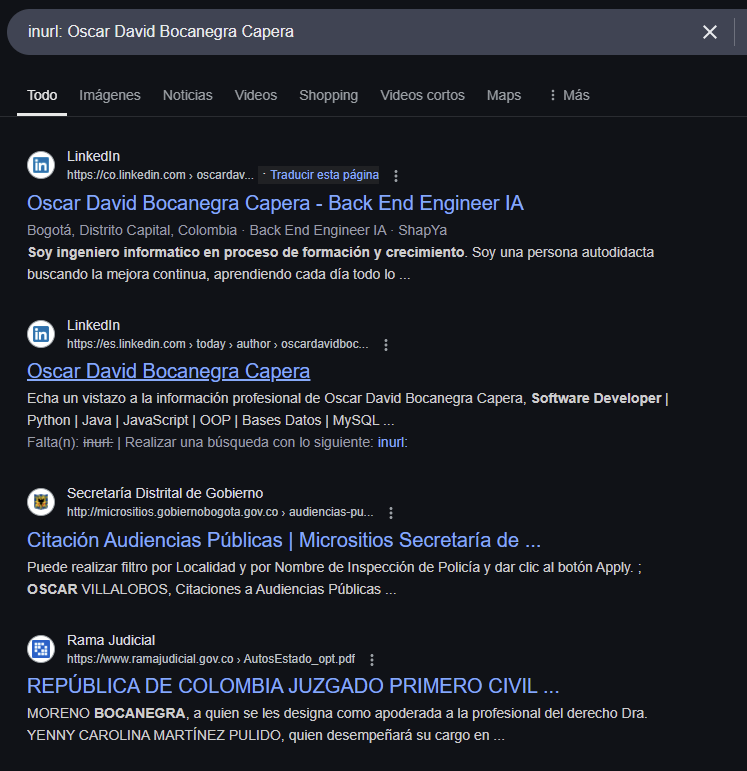 inurl: Oscar David Bocanegra Capera
Todo Imágenes Noticias Videos Shopping Videos cortos Maps Más
LinkedIn
https://co.linkedin.com › oscardav... · Traducir esta página
Oscar David Bocanegra Capera - Back End Engineer IA
Bogotá, Distrito Capital, Colombia · Back End Engineer IA · ShapYa
Soy ingeniero informatico en proceso de formación y crecimiento. Soy una persona autodidacta
buscando la mejora continua, aprendiendo cada día todo lo ...
LinkedIn
https://es.linkedin.com › today › author › oscardavidboc...
Oscar David Bocanegra Capera
Echa un vistazo a la información profesional de Oscar David Bocanegra Capera, Software Developer |
Python | Java | JavaScript | OOP | Bases Datos | MySQL ...
Falta(n): inurl: | Realizar una búsqueda con lo siguiente: inurl:
Secretaría Distrital de Gobierno
http://micrositios.gobiernobogota.gov.co › audiencias-pu...
Citación Audiencias Públicas | Micrositios Secretaría de ...
Puede realizar filtro por Localidad y por Nombre de Inspección de Policía y dar clic al botón Apply. ;
OSCAR VILLALOBOS, Citaciones a Audiencias Públicas ...
Rama Judicial
https://www.ramajudicial.gov.co › AutosEstado_opt.pdf
REPÚBLICA DE COLOMBIA JUZGADO PRIMERO CIVIL ...
MORENO BOCANEGRA, a quien se les designa como apoderada a la profesional del derecho Dra.
YENNY CAROLINA MARTÍNEZ PULIDO, quien desempeñará su cargo en ...